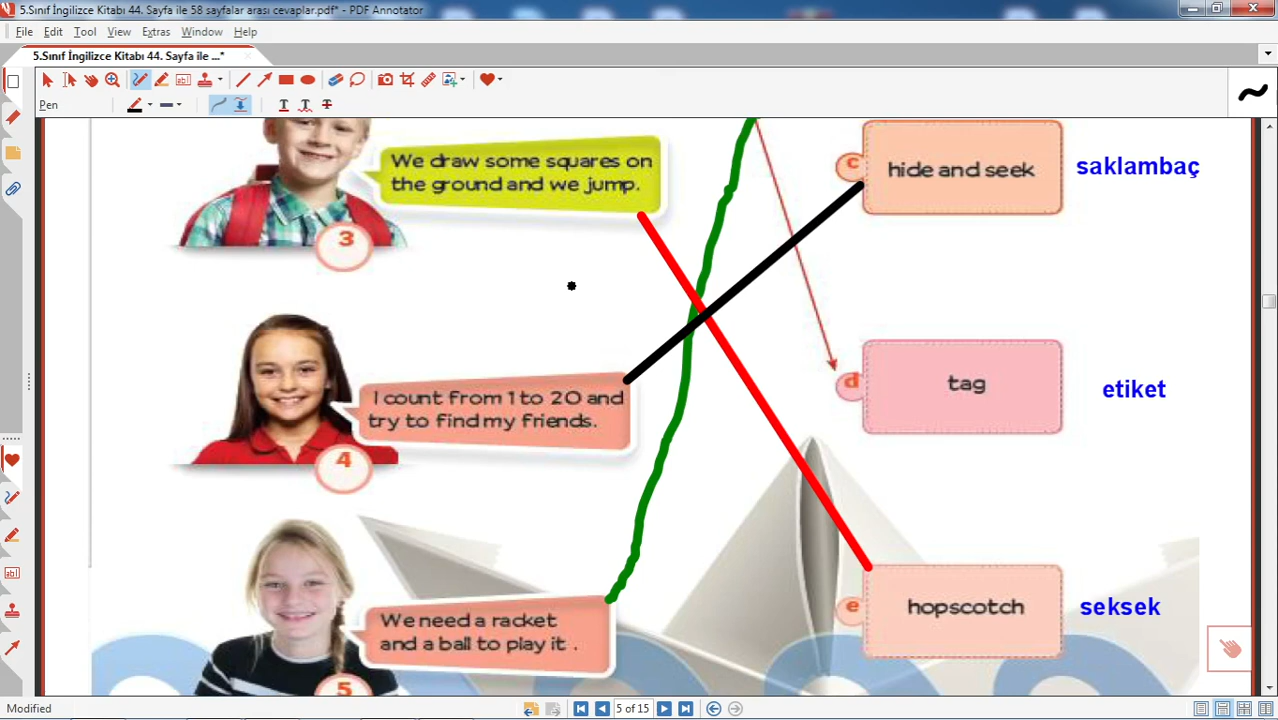 5.Sınıf İngilizce Kitabı 44. Sayfa ile 58 sayfalar arası cevaplar.pdf* - PDF Annotator
File Edit Tool View Extras Window Help
5.Sınıf İngilizce Kitabı 44. Sayfa ile ...*
Pen
We draw some squares on
the ground and we jump.
3
c
hide and seek
saklambaç
I count from 1 to 20 and
try to find my friends.
4
d
tag
etiket
We need a racket
and a ball to play it .
5
e
hopscotch
seksek
Modified
5 of 15